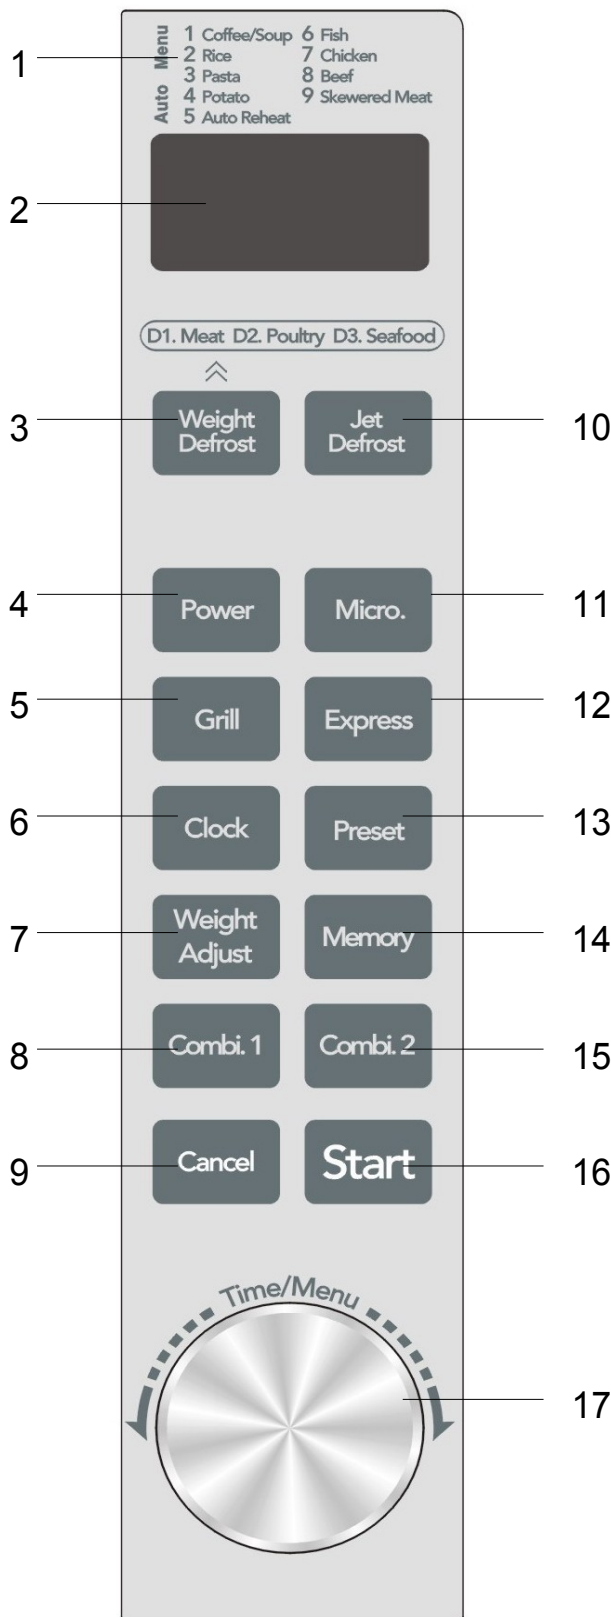 Auto Menu
1 Coffee/Soup 6 Fish
1 2 Rice 7 Chicken
3 Pasta 8 Beef
4 Potato 9 Skewered Meat
5 Auto Reheat
2
D1. Meat D2. Poultry D3. Seafood
3 Weight Defrost Jet Defrost 10
4 Power Micro. 11
5 Grill Express 12
6 Clock Preset 13
7 Weight Adjust Memory 14
8 Combi. 1 Combi. 2 15
9 Cancel Start 16
Time/Menu
17